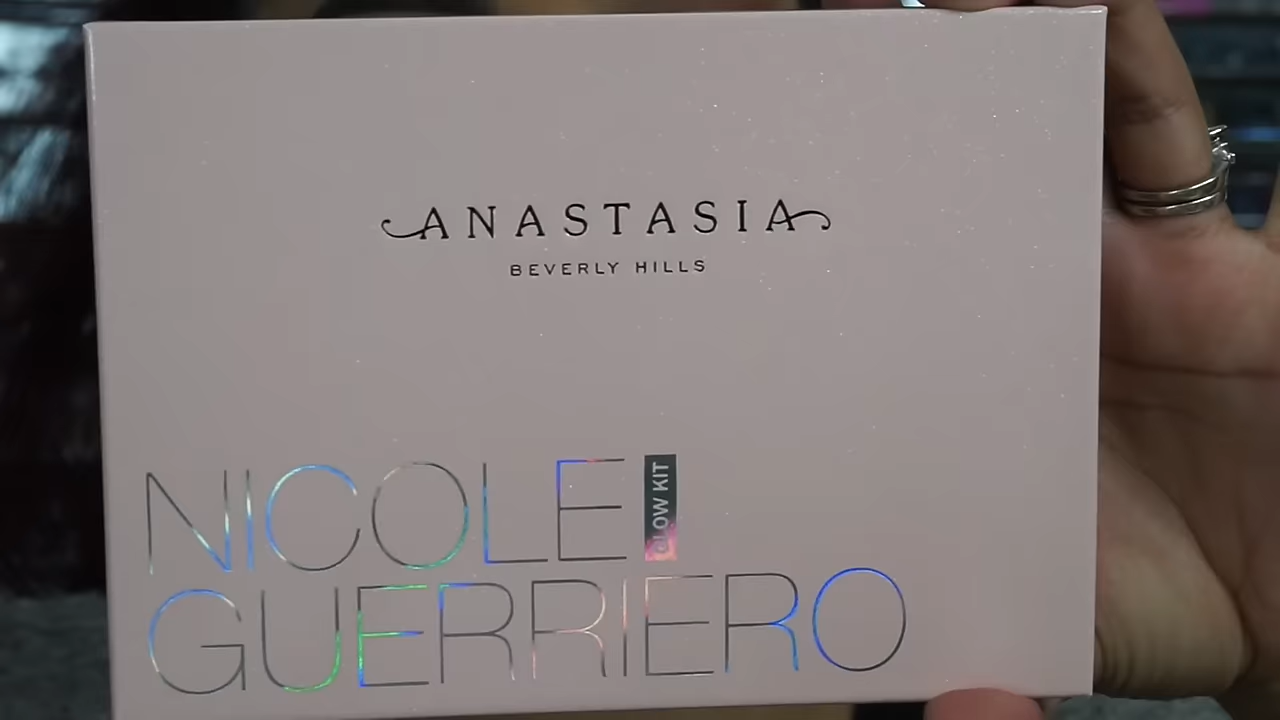 ANASTASIA
BEVERLY HILLS
NICOLE
GLOW KIT
GUERRIERO